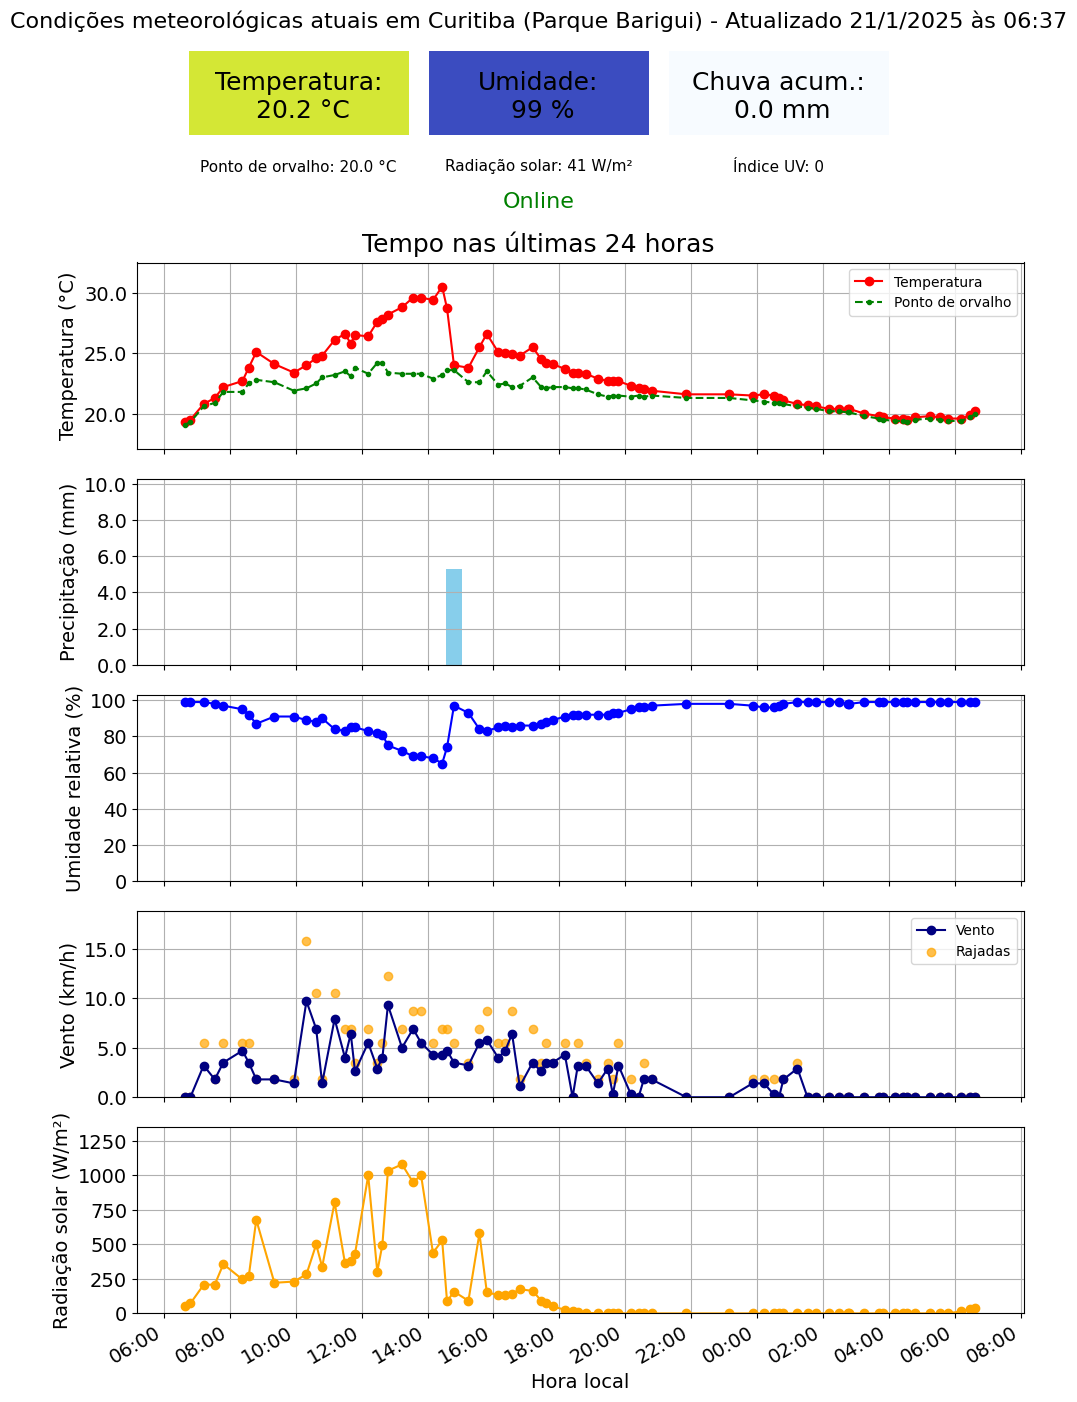 Condições meteorológicas atuais em Curitiba (Parque Barigui) - Atualizado 21/1/2025 às 06:37
Temperatura:
20.2 °C
Umidade:
99 %
Chuva acum.:
0.0 mm
Ponto de orvalho: 20.0 °C
Radiação solar: 41 W/m²
Índice UV: 0
Online
Tempo nas últimas 24 horas
Temperatura (°C)
30.0
25.0
20.0
Temperatura
Ponto de orvalho
Precipitação (mm)
10.0
8.0
6.0
4.0
2.0
0.0
Umidade relativa (%)
100
80
60
40
20
0
Vento (km/h)
15.0
10.0
5.0
0.0
Vento
Rajadas
Radiação solar (W/m²)
1250
1000
750
500
250
0
06:00 08:00 10:00 12:00 14:00 16:00 18:00 20:00 22:00 00:00 02:00 04:00 06:00 08:00
Hora local